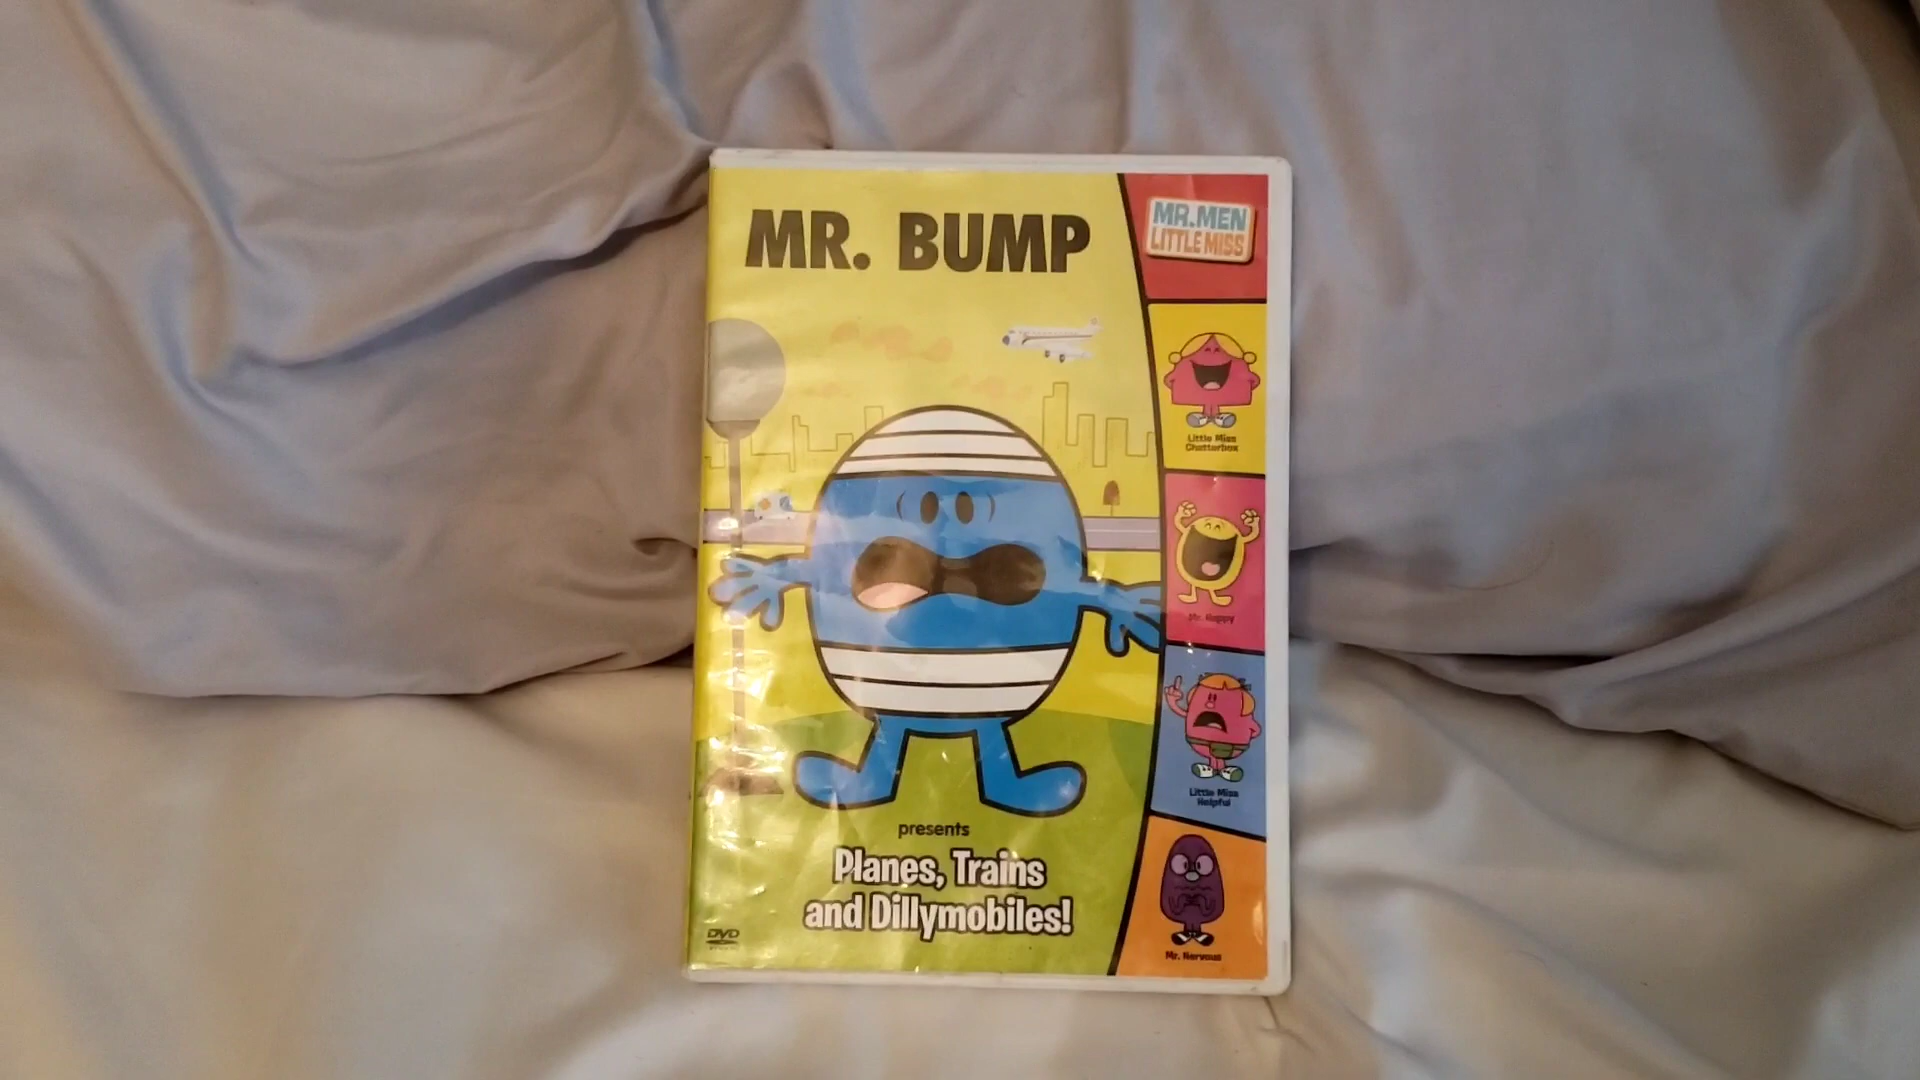 MR. BUMP
MR. MEN
LITTLE MISS
Little Miss
Chatterbox
Mr. Happy
Little Miss
Helpful
Mr. Nervous
presents
Planes, Trains
and Dillymobiles!
DVD